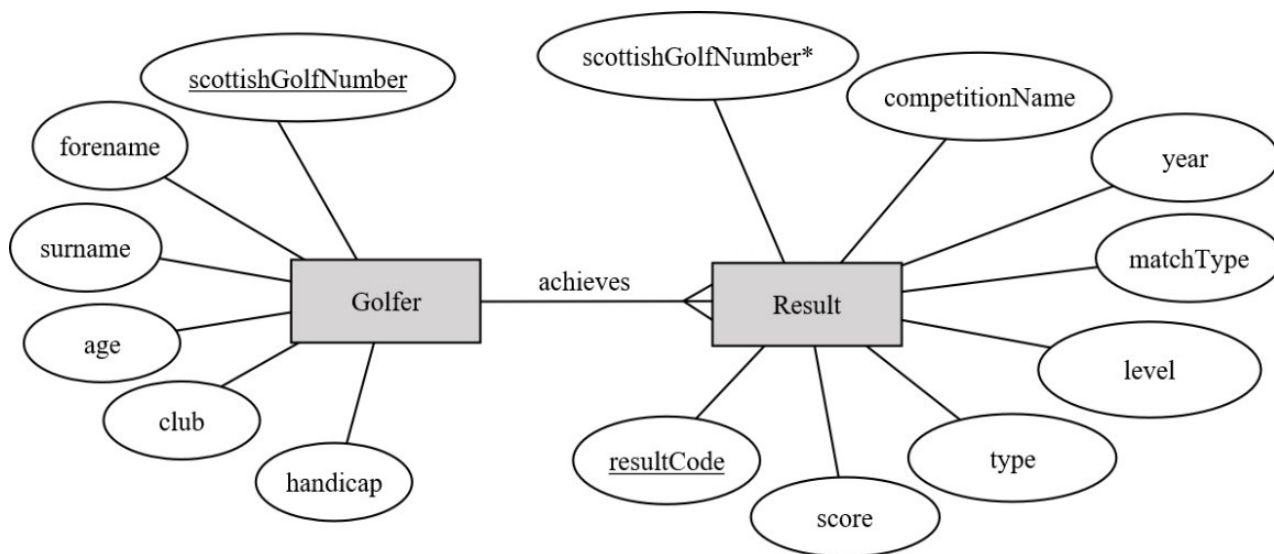 scottishGolfNumber
forename
surname
age
club
handicap
Golfer
achieves
Result
scottishGolfNumber*
competitionName
year
matchType
level
type
score
resultCode